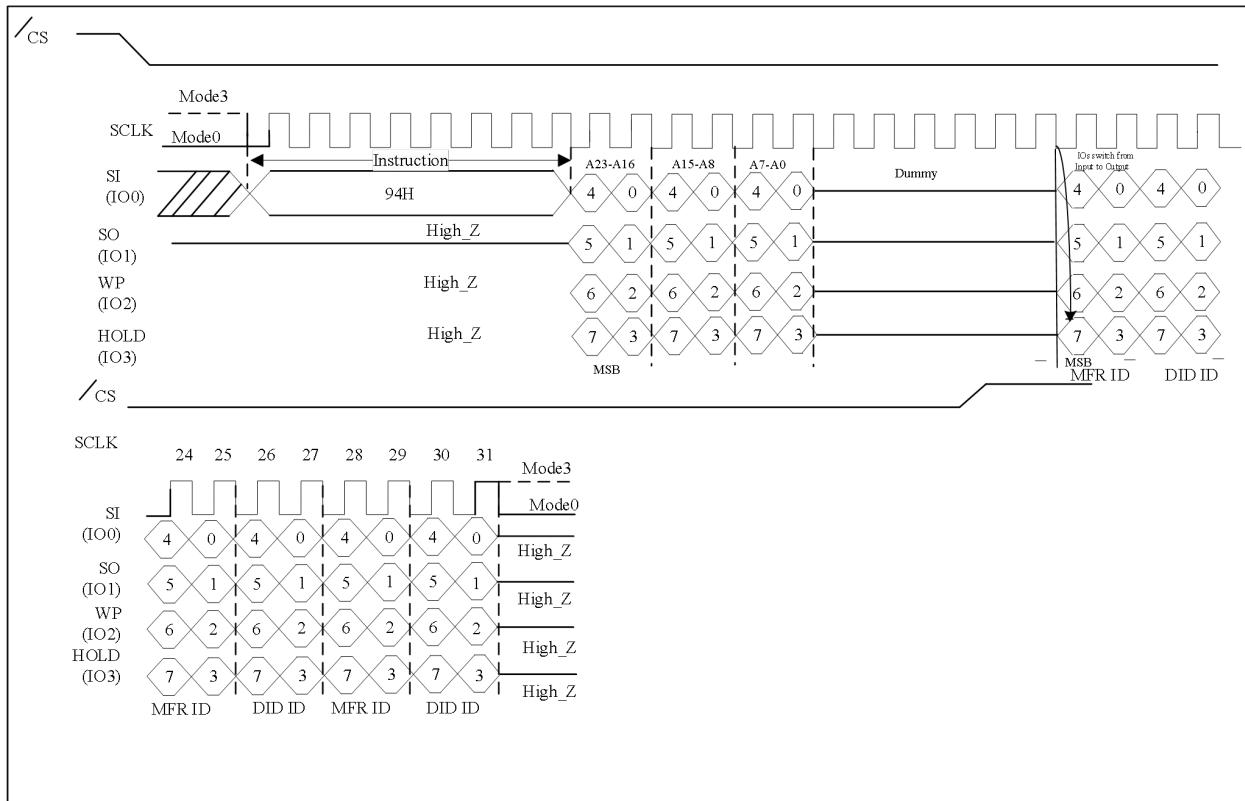 /CS
Mode3
SCLK
Mode0
Instruction
A23-A16 A15-A8 A7-A0
Dummy
IOs switch from
Input to Output
SI
(IO0)
94H
4 0 4 0 4 0
4 0 4 0
SO
(IO1)
High_Z
5 1 5 1 5 1
5 1 5 1
WP
(IO2)
High_Z
6 2 6 2 6 2
6 2 6 2
HOLD
(IO3)
High_Z
7 3 7 3 7 3
7 3 7 3
MSB
MSB
MFR ID DID ID
/CS
SCLK
24 25 26 27 28 29 30 31
Mode3
Mode0
SI
(IO0)
4 0 4 0 4 0 4 0
High_Z
SO
(IO1)
5 1 5 1 5 1 5 1
High_Z
WP
(IO2)
6 2 6 2 6 2 6 2
High_Z
HOLD
(IO3)
7 3 7 3 7 3 7 3
High_Z
MFR ID DID ID MFR ID DID ID